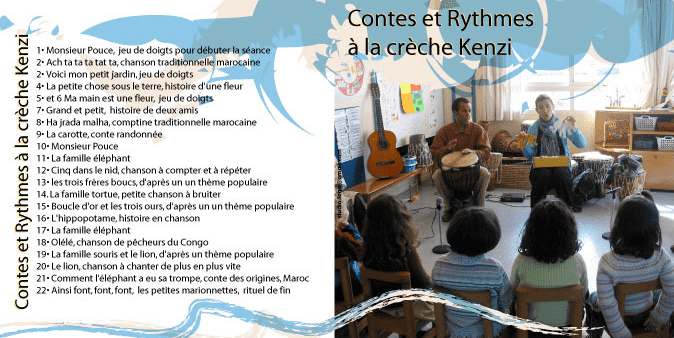 Contes et Rythmes à la crèche Kenzi
1• Monsieur Pouce, jeu de doigts pour débuter la séance
2• Ach ta ta ta tat ta, chanson traditionnelle marocaine
2• Voici mon petit jardin, jeu de doigts
4• La petite chose sous le terre, histoire d'une fleur
5• et 6 Ma main est une fleur, jeu de doigts
7• Grand et petit, histoire de deux amis
8• Ha jrada malha, comptine traditionnelle marocaine
9• La carotte, conte randonnée
10• Monsieur Pouce
11• La famille éléphant
12• Cinq dans le nid, chanson à compter et à répéter
13• les trois frères boucs, d'après un un thème populaire
14. La famille tortue, petite chanson à bruiter
15• Boucle d'or et les trois ours, d'après un un thème populaire
16• L'hippopotame, histoire en chanson
17• La famille éléphant
18• Olélé, chanson de pêcheurs du Congo
19• La famille souris et le lion, d'après un thème populaire
20• Le lion, chanson à chanter de plus en plus vite
21• Comment l'éléphant a eu sa trompe, conte des origines, Maroc
22• Ainsi font, font, font, les petites marionnettes, rituel de fin
Contes et Rythmes
à la crèche Kenzi